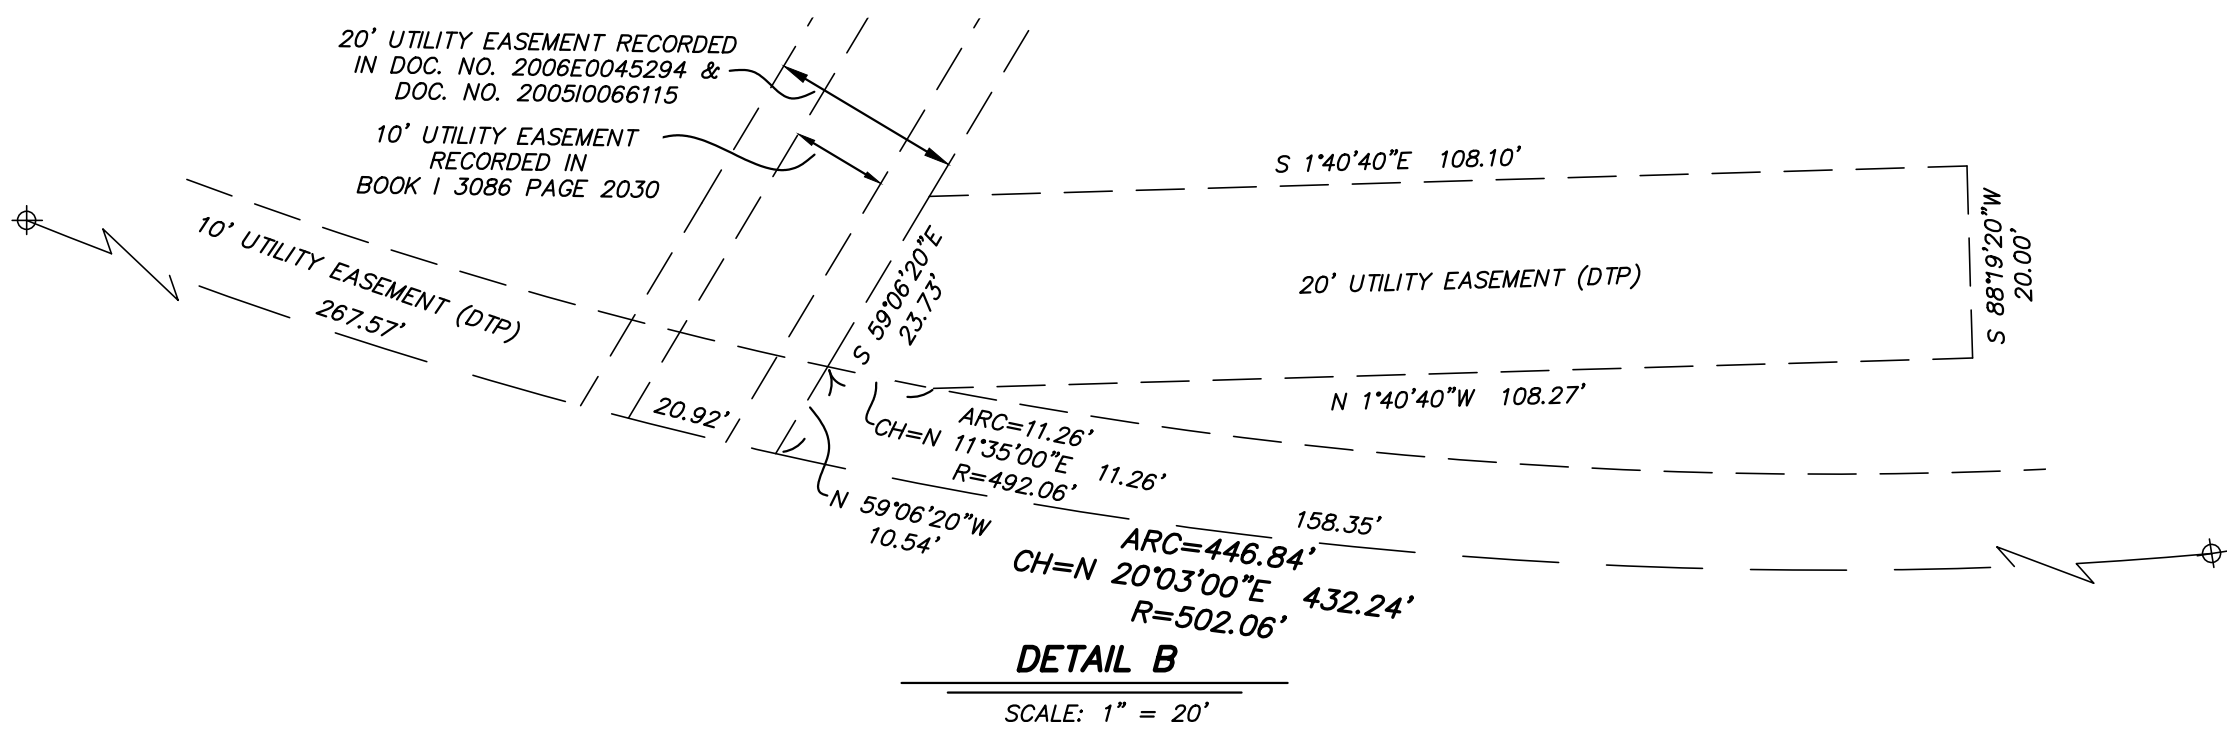 20' UTILITY EASEMENT RECORDED
IN DOC. NO. 2006E0045294 &
DOC. NO. 2005I0066115
10' UTILITY EASEMENT
RECORDED IN
BOOK I 3086 PAGE 2030
10' UTILITY EASEMENT (DTP)
267.57'
20.92'
S 59°06'20"E
23.73'
S 1°40'40"E 108.10'
20' UTILITY EASEMENT (DTP)
S 88°19'20"W
20.00'
N 1°40'40"W 108.27'
ARC=11.26'
CH=N 11°35'00"E 11.26'
R=492.06'
N 59°06'20"W
10.54'
158.35'
ARC=446.84'
CH=N 20°03'00"E 432.24'
R=502.06'
DETAIL B
SCALE: 1" = 20'